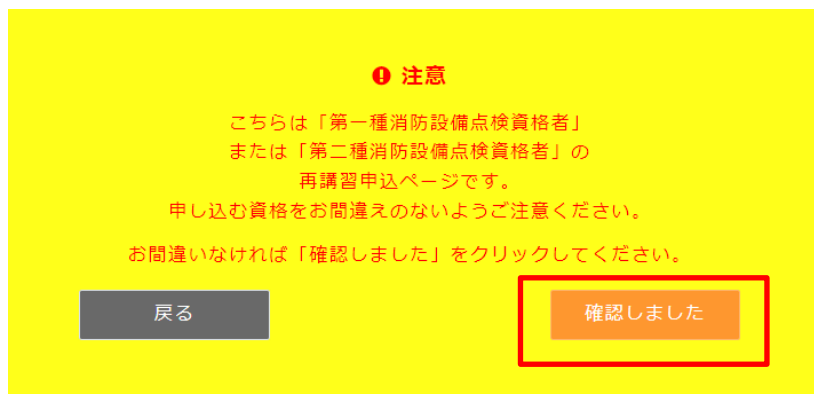 注意
こちらは「第一種消防設備点検資格者」
または「第二種消防設備点検資格者」の
再講習申込ページです。
申し込む資格をお間違えのないようご注意ください。
お間違いなければ「確認しました」をクリックしてください。
戻る
確認しました